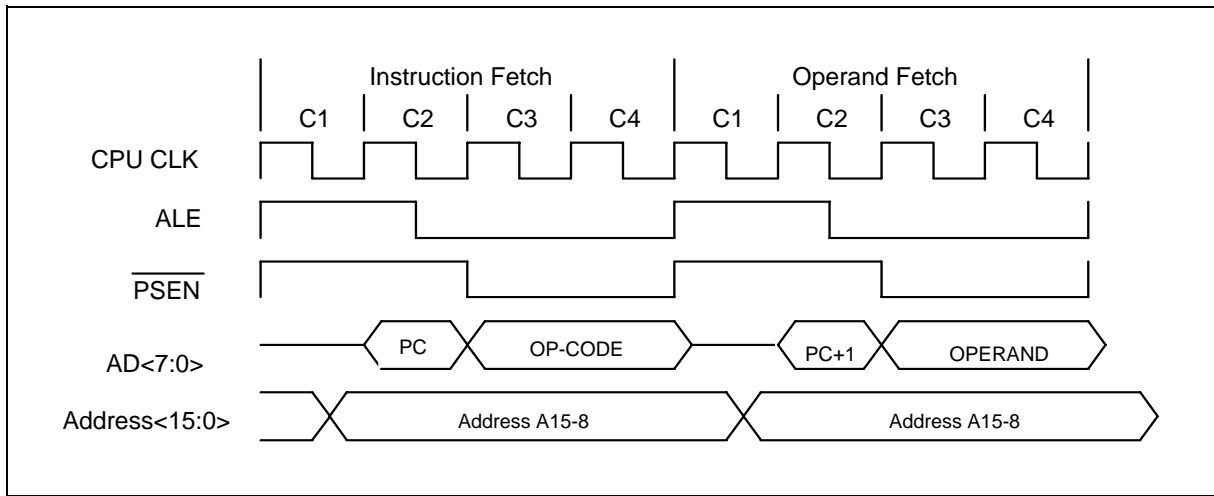 Instruction Fetch Operand Fetch
C1 C2 C3 C4 C1 C2 C3 C4
CPU CLK
ALE
PSEN
AD<7:0> PC OP-CODE PC+1 OPERAND
Address<15:0> Address A15-8 Address A15-8